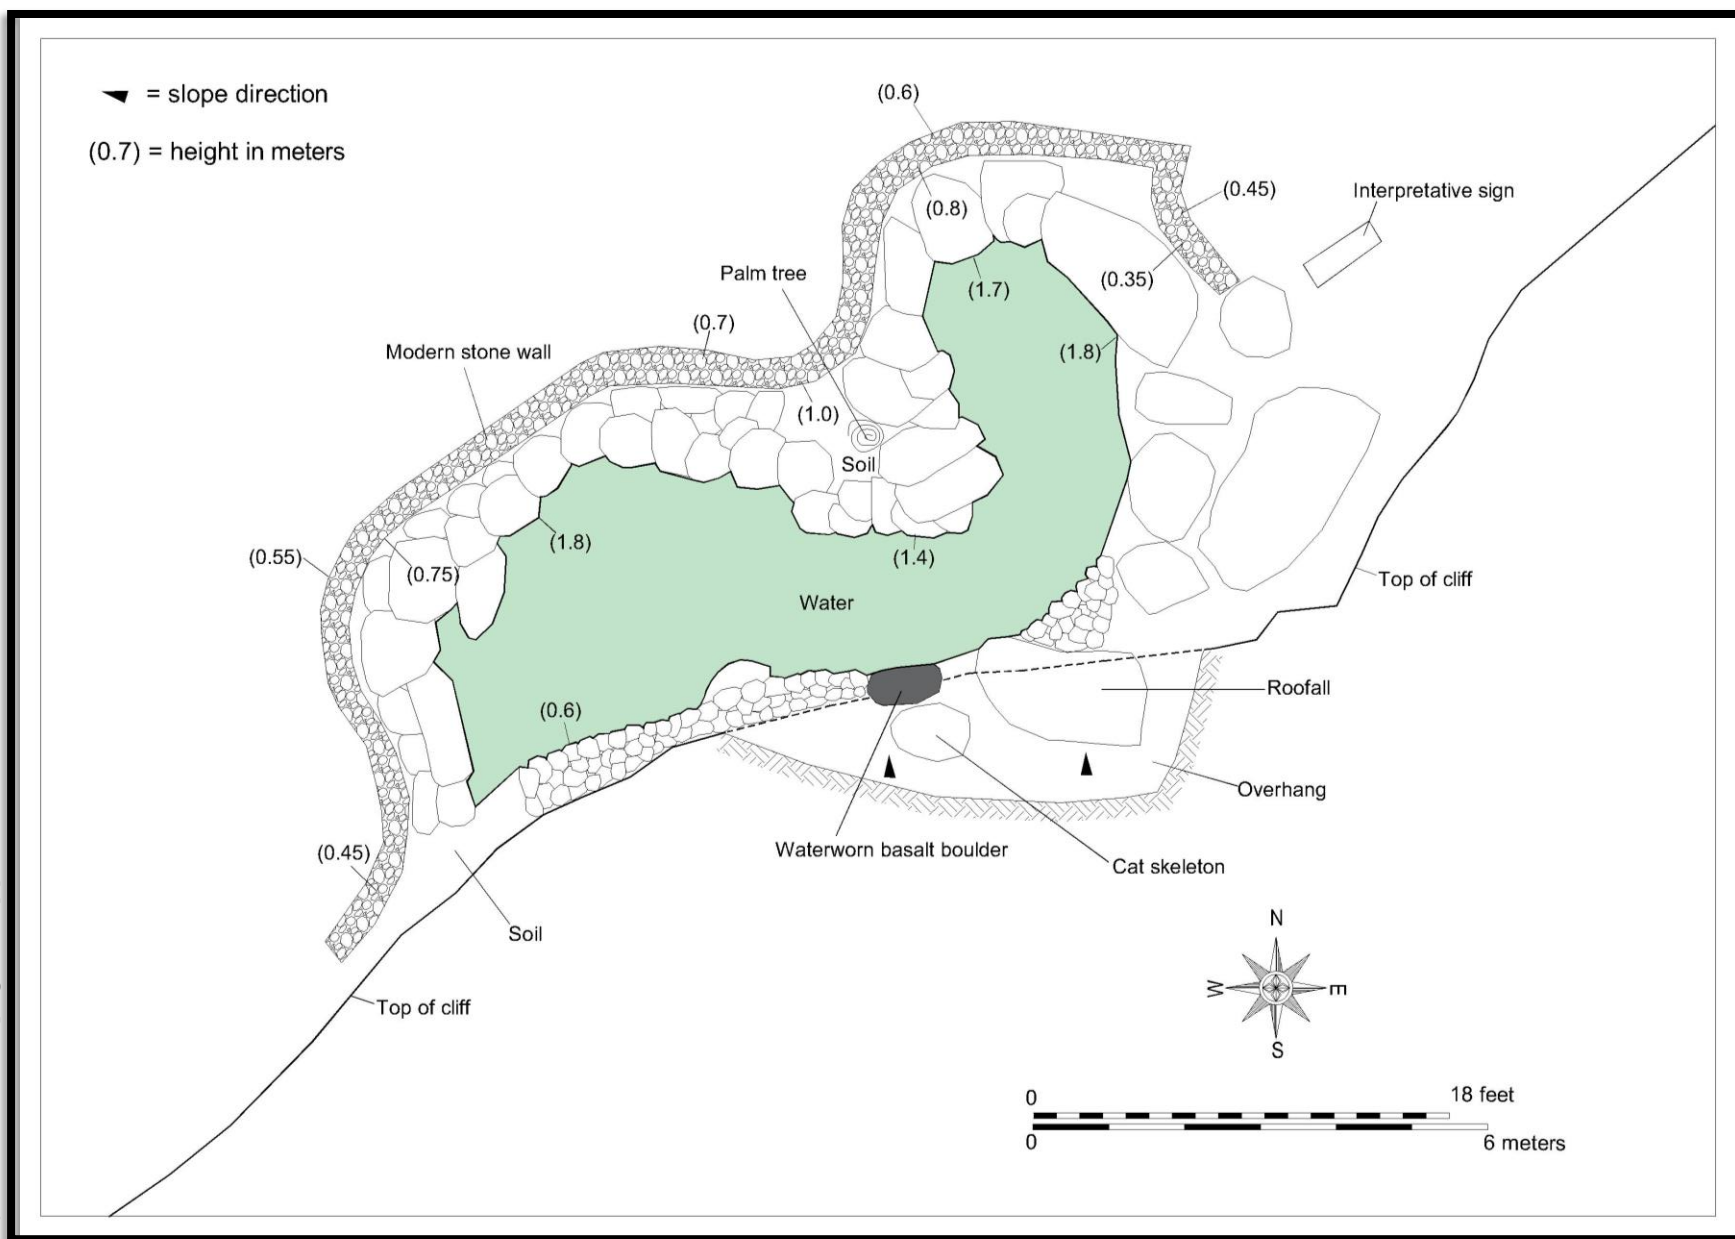 = slope direction
(0.7) = height in meters
(0.6)
(0.45)
Interpretative sign
(0.8)
Palm tree
(1.7)
(0.35)
(0.7)
Modern stone wall
(1.8)
(1.0)
Soil
(1.8)
(0.55)
(0.75)
(1.4)
Top of cliff
Water
Roofall
(0.6)
Overhang
Waterworn basalt boulder
(0.45)
Cat skeleton
Soil
N
W
E
S
Top of cliff
0
18 feet
0
6 meters